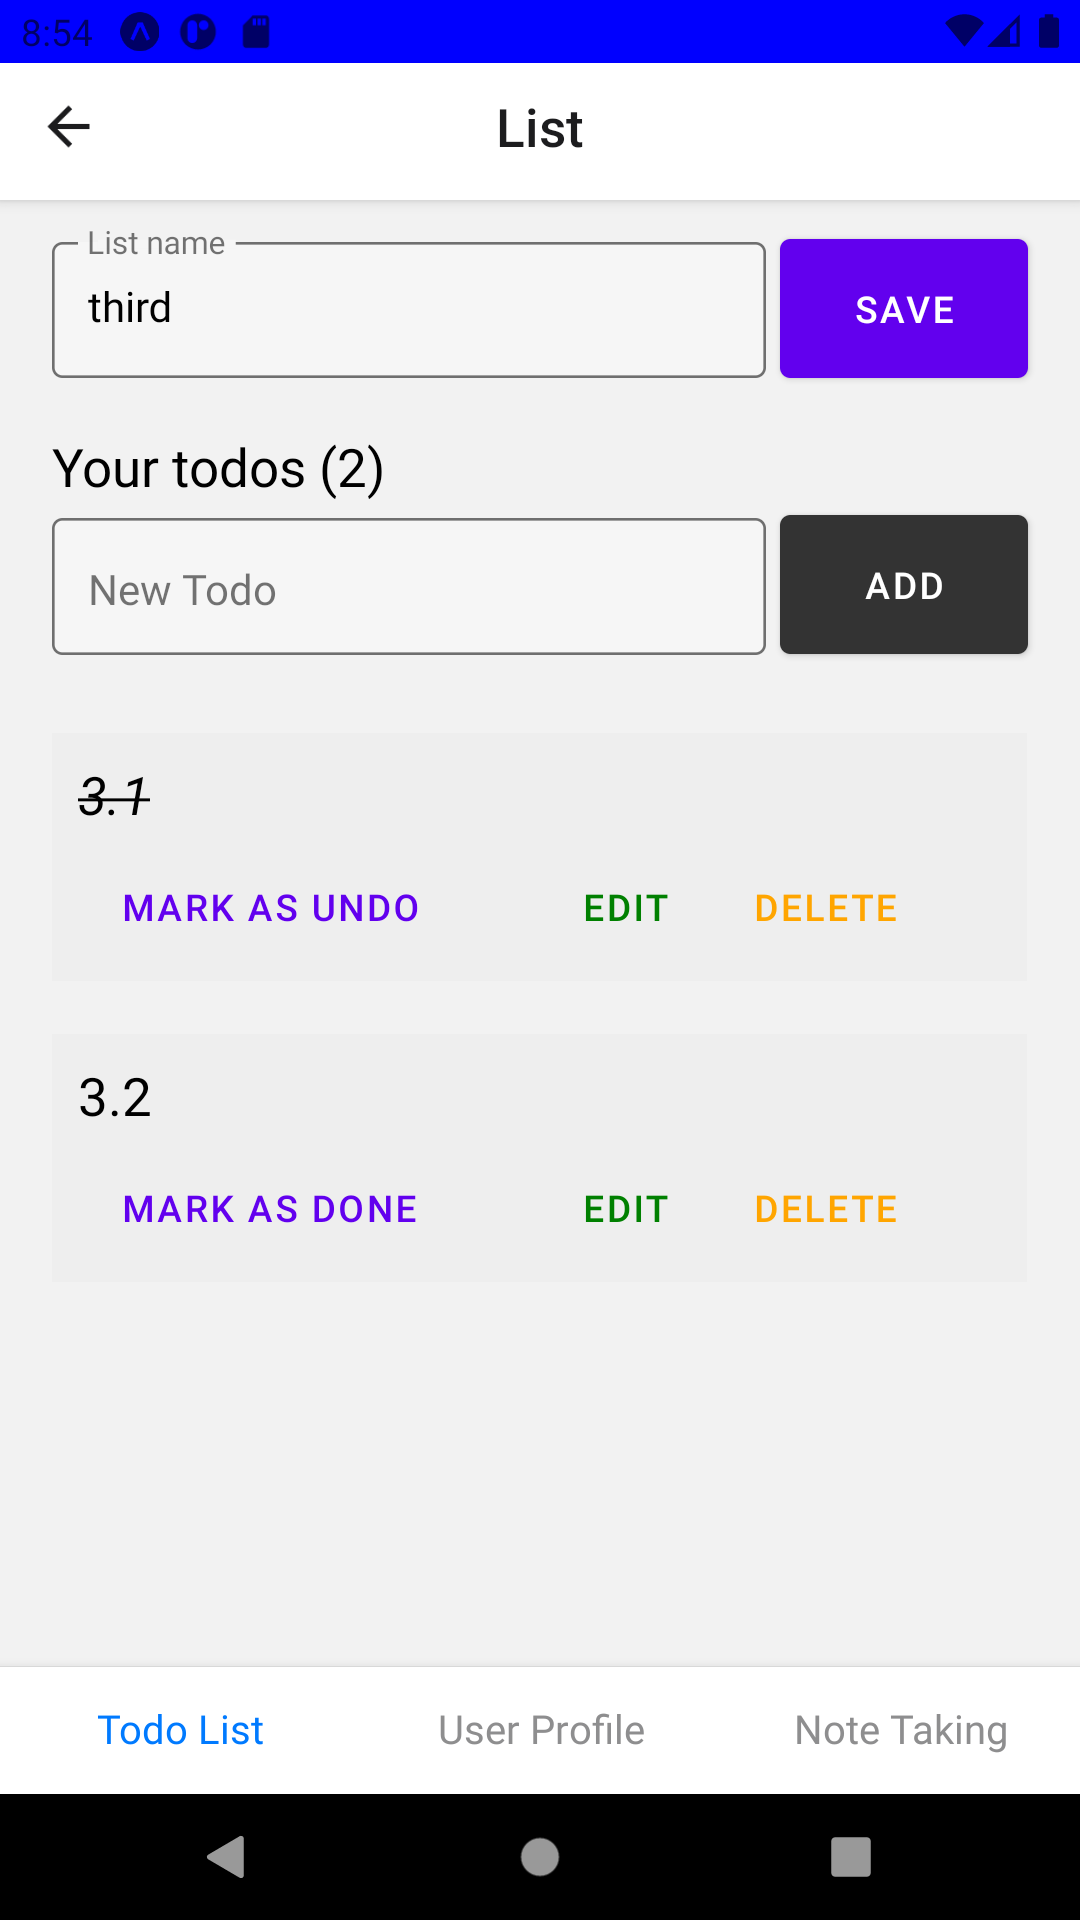 8:54
List
List name
third
SAVE
Your todos (2)
New Todo
ADD
3.1
MARK AS UNDO EDIT DELETE
3.2
MARK AS DONE EDIT DELETE
Todo List User Profile Note Taking